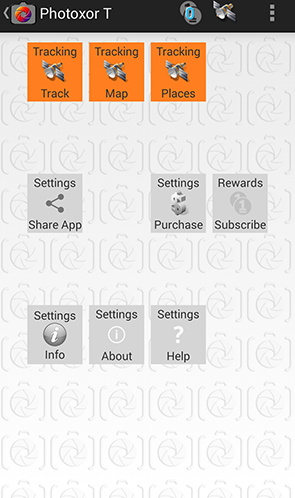 Photoxor T
Tracking Tracking Tracking
Track Map Places
Settings Settings Rewards
Share App Purchase Subscribe
Settings Settings Settings
Info About Help